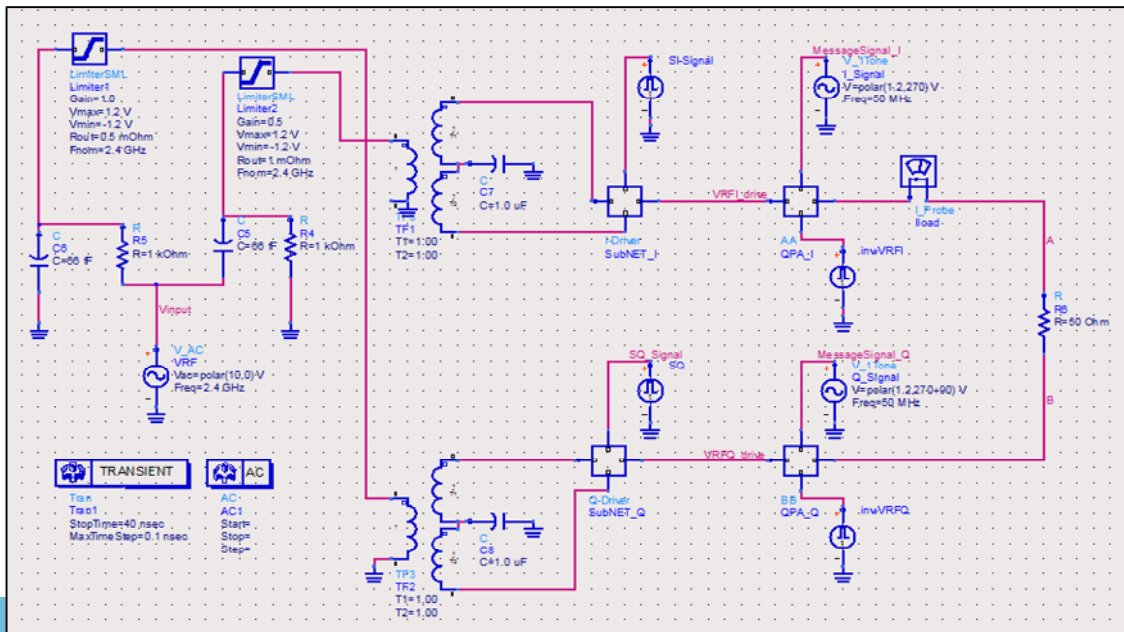 LimiterSML
Limiter1
Gain=1.0
Vmax=1.2 V
Vmin=-1.2 V
Rout=0.5 mOhm
Fnom=2.4 GHz
LimiterSML
Limiter2
Gain=0.5
Vmax=1.2 V
Vmin=-1.2 V
Rout=1 mOhm
Fnom=2.4 GHz
C
C6
C=66 fF
R
R5
R=1 kOhm
C
C5
C=66 fF
R
R4
R=1 kOhm
Vinput
V_AC
VRF
Vac=polar(10,0) V
Freq=2.4 GHz
TRANSIENT
Tran
Tran1
StopTime=40 nsec
MaxTimeStep=0.1 nsec
AC
AC
AC1
Start=
Stop=
Step=
TF1
T1=1.00
T2=1.00
C
C7
C=1.0 uF
SI-Signal
I-Driver
SubNET_I
VRFI_drive
MessageSignal_I
V_1Tone
I_Signal
V=polar(1.2,270) V
Freq=50 MHz
AA
QPA_I
.invVRFI
I_Probe
Iload
A
R
R6
R=50 Ohm
B
TF3
TF2
T1=1.00
T2=1.00
C
C8
C=1.0 uF
SQ_Signal
SQ
Q-Driver
SubNET_Q
VRFQ_drive
MessageSignal_Q
V_1Tone
Q_Signal
V=polar(1.2,270+90) V
Freq=50 MHz
BB
QPA_Q
.invVRFQ